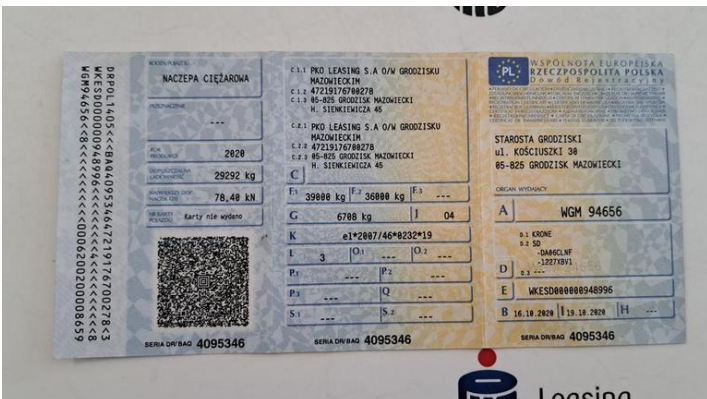 RODZAJ POJAZDU
NACZEPA CIĘŻAROWA
PRZEZNACZENIE
---
ROK PRODUKCJI
2020
DOPUSZCZALNA ŁADOWNOŚĆ
29292 kg
NAJWIĘKSZY DOP. NACISK OSI
78,40 kN
NR KARTY POJAZDU
Karty nie wydano
SERIA DR/BAQ 4095346
C.1.1 PKO LEASING S.A O/W GRODZISKU
MAZOWIECKIM
C.1.2 47219176700278
C.1.3 05-825 GRODZISK MAZOWIECKI
H. SIENKIEWICZA 45
C.2.1 PKO LEASING S.A O/W GRODZISKU
MAZOWIECKIM
C.2.2 47219176700278
C.2.3 05-825 GRODZISK MAZOWIECKI
H. SIENKIEWICZA 45
C
F.1 39000 kg F.2 36000 kg F.3 ---
G 6708 kg J 04
K e1*2007/46*0232*19
L 3 O.1 --- O.2 ---
P.1 --- P.2 ---
P.3 --- Q ---
S.1 --- S.2 ---
SERIA DR/BAQ 4095346
PL
WSPÓLNOTA EUROPEJSKA
RZECZPOSPOLITA POLSKA
Dowód Rejestracyjny
STAROSTA GRODZISKI
ul. KOŚCIUSZKI 30
05-825 GRODZISK MAZOWIECKI
ORGAN WYDAJĄCY
A WGM 94656
D.1 KRONE
D.2 SD
-DA06CLNF
-1227XBV1
D D.3 ---
E WKESD000000948996
B 16.10.2020 I 19.10.2020 H ---
SERIA DR/BAQ 4095346
Leasing